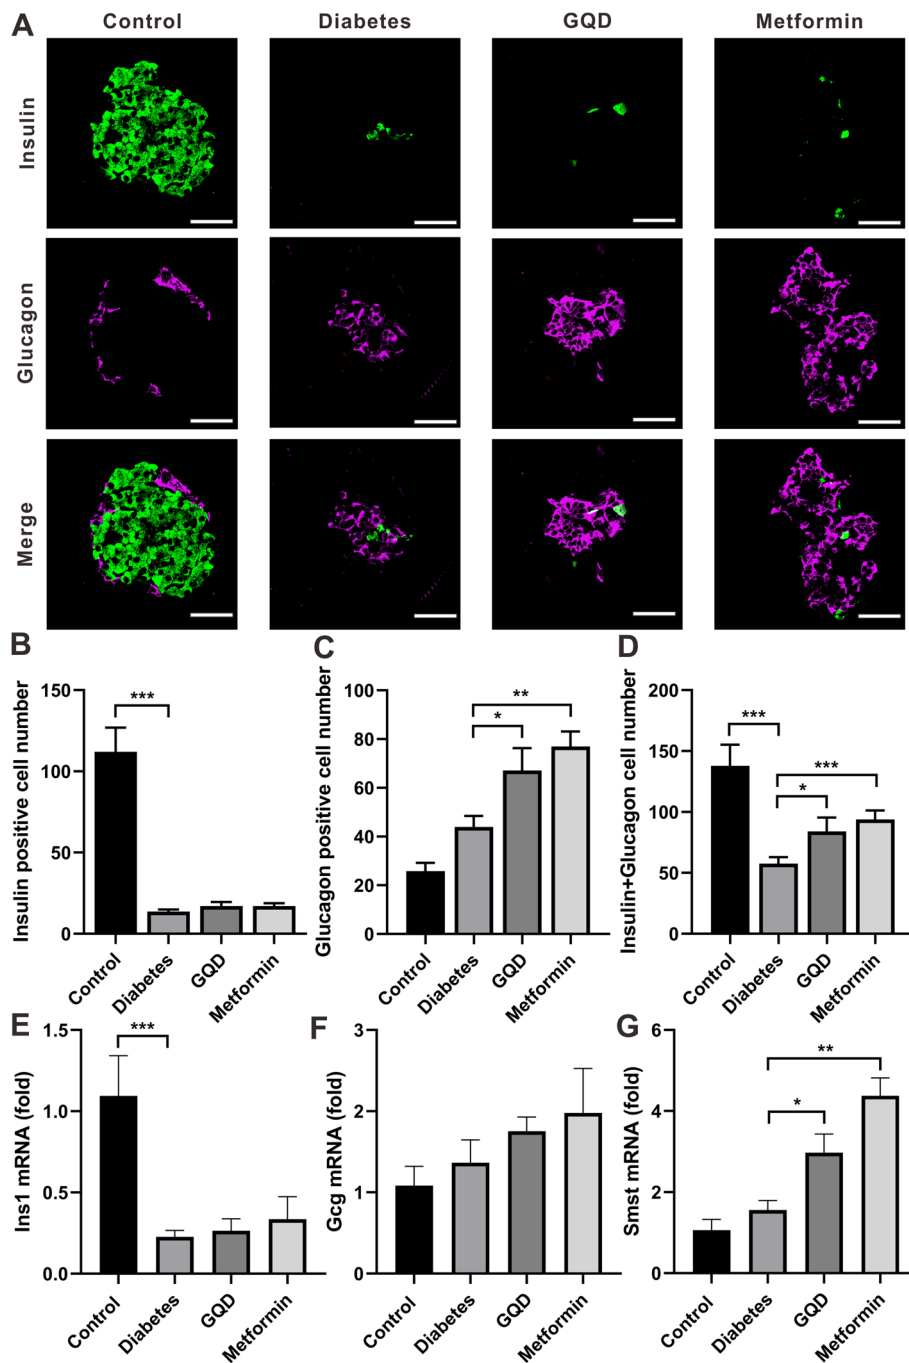 A
Control
Diabetes
GQD
Metformin
Insulin
Glucagon
Merge
B
Insulin positive cell number
150
100
50
0
***
Control
Diabetes
GQD
Metformin
C
Glucagon positive cell number
100
80
60
40
20
0
*
**
Control
Diabetes
GQD
Metformin
D
Insulin+Glucagon cell number
200
150
100
50
0
***
*
***
Control
Diabetes
GQD
Metformin
E
Ins1 mRNA (fold)
1.5
1.0
0.5
0.0
***
Control
Diabetes
GQD
Metformin
F
Gcg mRNA (fold)
3
2
1
0
Control
Diabetes
GQD
Metformin
G
Smst mRNA (fold)
6
4
2
0
*
**
Control
Diabetes
GQD
Metformin